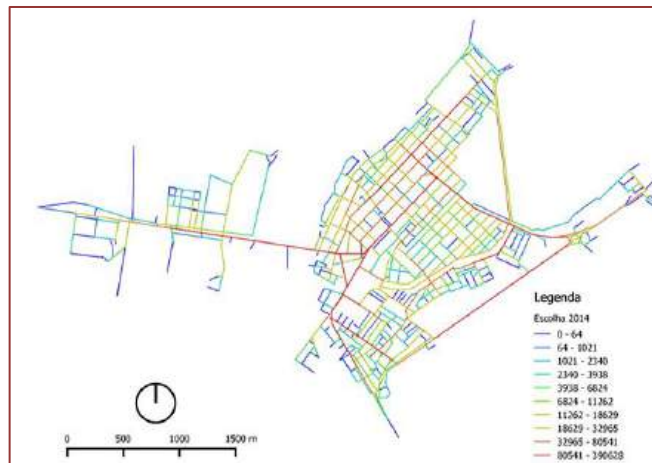 Legenda
Escolha 2014
0 - 64
64 - 1021
1021 - 2340
2340 - 3938
3938 - 6824
6824 - 11262
11262 - 18629
18629 - 32965
32965 - 80541
80541 - 390628
0 500 1000 1500 m